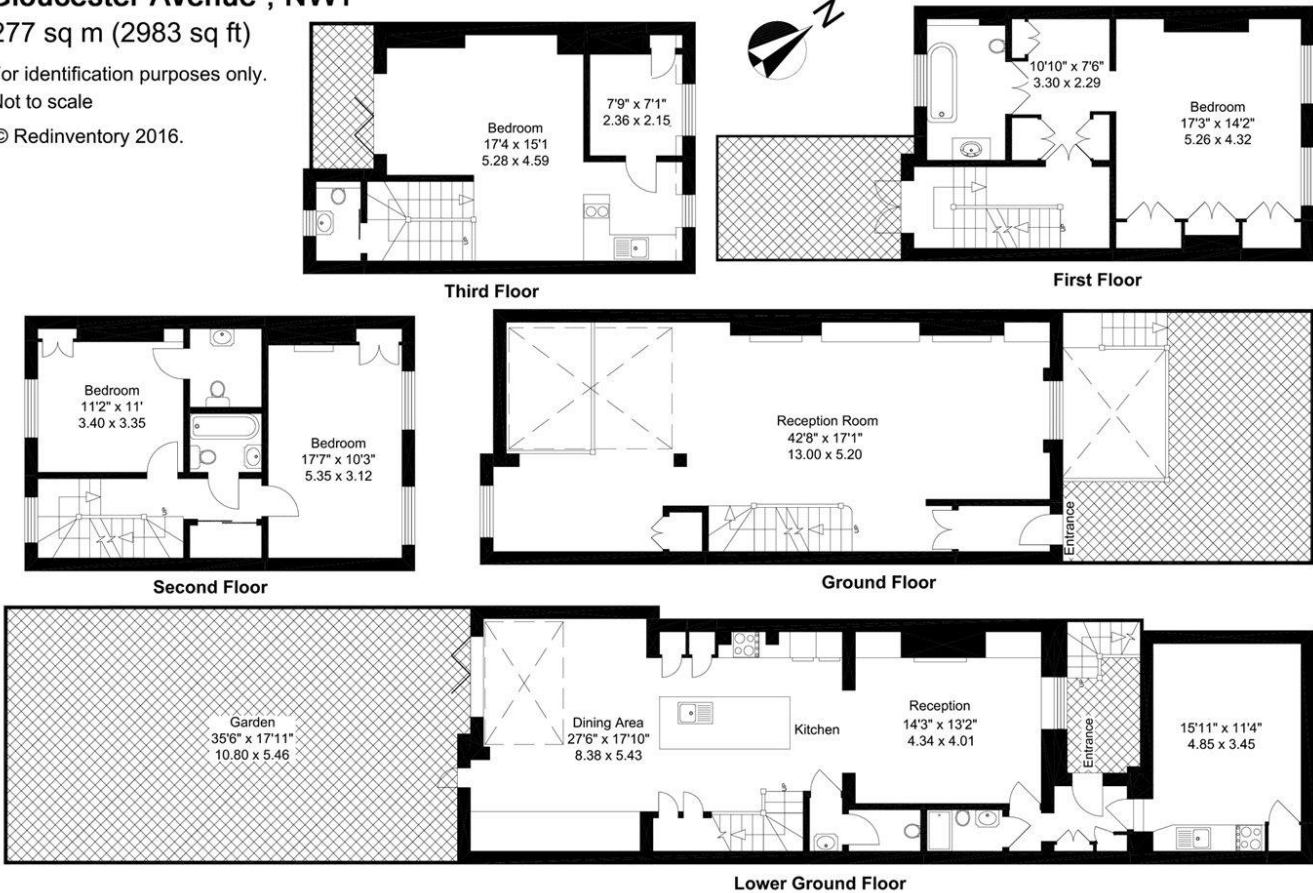 Gloucester Avenue , NW1
277 sq m (2983 sq ft)
For identification purposes only.
Not to scale
© Redinventory 2016.
N
Bedroom
17'4 x 15'1
5.28 x 4.59
7'9" x 7'1"
2.36 x 2.15
Third Floor
10'10" x 7'6"
3.30 x 2.29
Bedroom
17'3" x 14'2"
5.26 x 4.32
First Floor
Bedroom
11'2" x 11'
3.40 x 3.35
Bedroom
17'7" x 10'3"
5.35 x 3.12
Second Floor
Reception Room
42'8" x 17'1"
13.00 x 5.20
Entrance
Ground Floor
Garden
35'6" x 17'11"
10.80 x 5.46
Dining Area
27'6" x 17'10"
8.38 x 5.43
Kitchen
Reception
14'3" x 13'2"
4.34 x 4.01
Entrance
15'11" x 11'4"
4.85 x 3.45
Lower Ground Floor